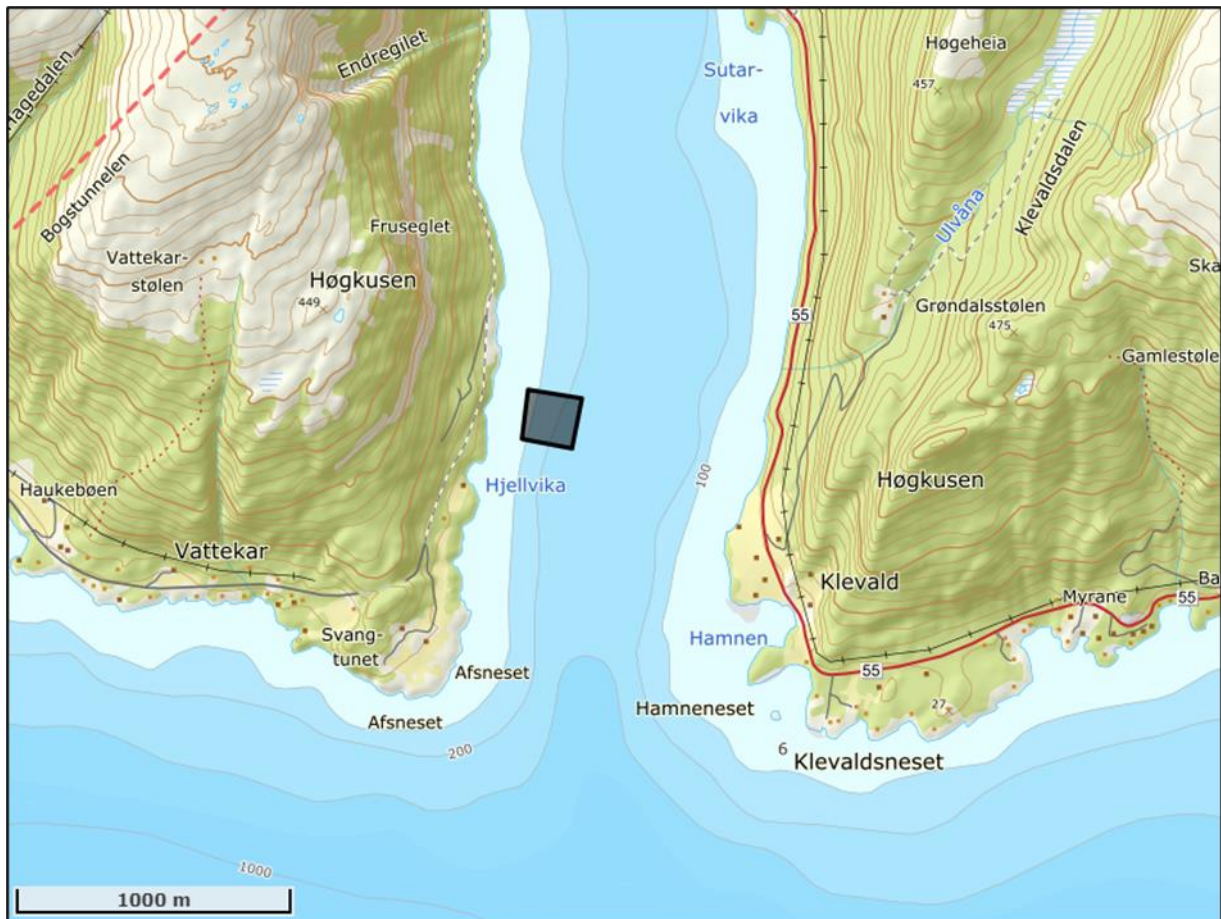 Endregilet
Høgeheia
457
Sutar-
vika
Bogstunnelen
Klevaldsdalen
Ulvåna
Fruseglet
Vattekar-
stølen
Høgkusen
449
Ska
Grøndalsstølen
55
475
Gamlestøle
100
Hjellvika
Høgkusen
Haukebøen
Vattekar
Klevald
Ba
Myrane
55
Svang-
tunet
Hamnen
Afsneset
55
Hamneneset
27
Afsneset
200
6
Klevaldsneset
1000
1000 m